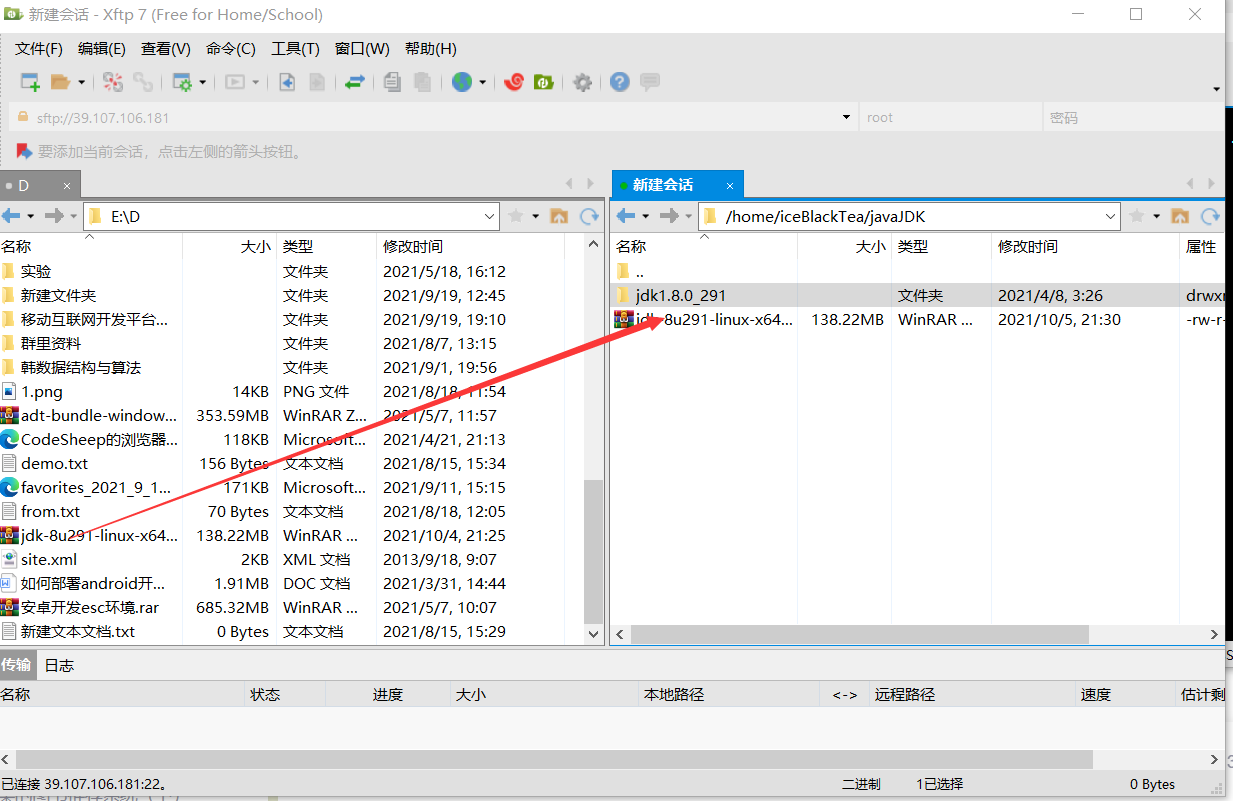 新建会话 - Xftp 7 (Free for Home/School)
文件(F) 编辑(E) 查看(V) 命令(C) 工具(T) 窗口(W) 帮助(H)
sftp://39.107.106.181 root 密码
要添加当前会话，点击左侧的箭头按钮。
D × 新建会话 ×
E:\D /home/iceBlackTea/javaJDK
名称 大小 类型 修改时间 名称 大小 类型 修改时间 属性
实验 文件夹 2021/5/18, 16:12 ..
新建文件夹 文件夹 2021/9/19, 12:45 jdk1.8.0_291 文件夹 2021/4/8, 3:26 drwxr
移动互联网开发平台... 文件夹 2021/9/19, 19:10 jdk-8u291-linux-x64... 138.22MB WinRAR ... 2021/10/5, 21:30 -rw-r-
群里资料 文件夹 2021/8/7, 13:15
韩数据结构与算法 文件夹 2021/9/1, 19:56
1.png 14KB PNG 文件 2021/8/18, 11:54
adt-bundle-window... 353.59MB WinRAR Z... 2021/5/7, 11:57
CodeSheep的浏览器... 118KB Microsoft... 2021/4/21, 21:13
demo.txt 156 Bytes 文本文档 2021/8/15, 15:34
favorites_2021_9_1... 171KB Microsoft... 2021/9/11, 15:15
from.txt 70 Bytes 文本文档 2021/8/18, 12:05
jdk-8u291-linux-x64... 138.22MB WinRAR ... 2021/10/4, 21:25
site.xml 2KB XML 文档 2013/9/18, 9:07
如何部署android开... 1.91MB DOC 文档 2021/3/31, 14:44
安卓开发esc环境.rar 685.32MB WinRAR ... 2021/5/7, 10:07
新建文本文档.txt 0 Bytes 文本文档 2021/8/15, 15:29
传输 日志
名称 状态 进度 大小 本地路径 <-> 远程路径 速度 估计剩
已连接 39.107.106.181:22。 二进制 1已选择 0 Bytes